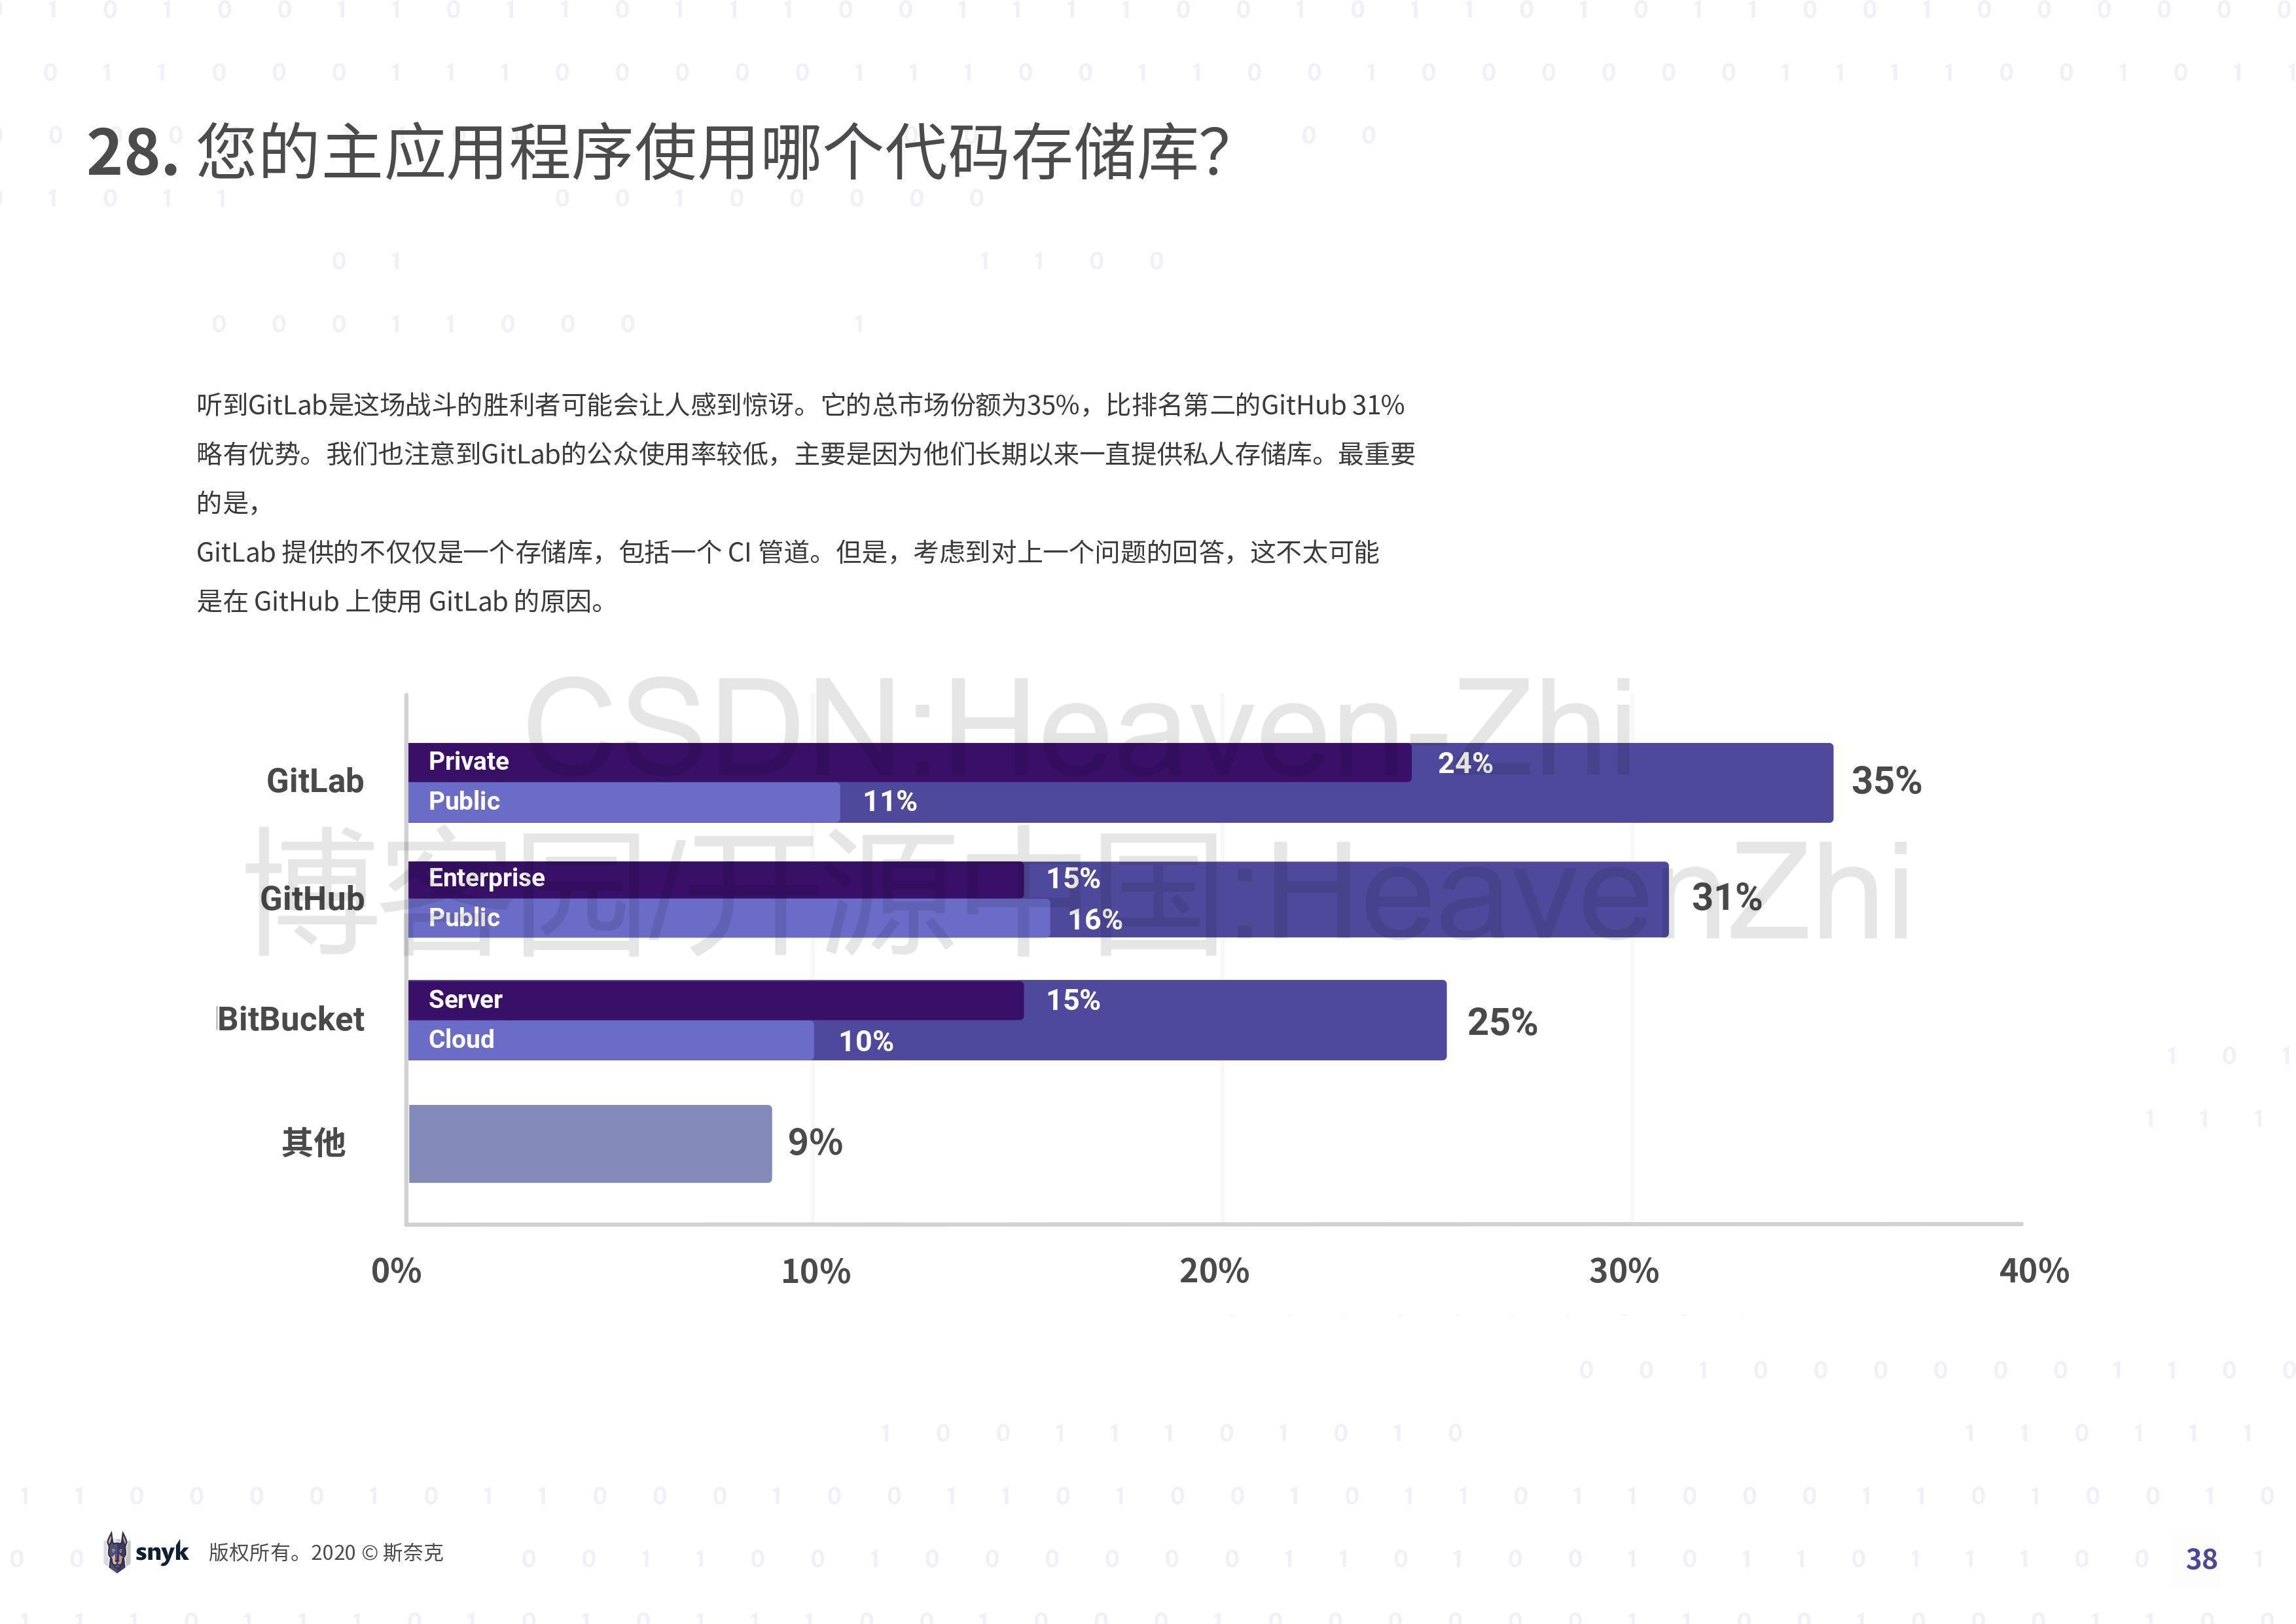 28. 您的主应用程序使用哪个代码存储库？
听到GitLab是这场战斗的胜利者可能会让人感到惊讶。它的总市场份额为35%，比排名第二的GitHub 31%
略有优势。我们也注意到GitLab的公众使用率较低，主要是因为他们长期以来一直提供私人存储库。最重要
的是，
GitLab 提供的不仅仅是一个存储库，包括一个 CI 管道。但是，考虑到对上一个问题的回答，这不太可能
是在 GitHub 上使用 GitLab 的原因。
CSDN:Heaven-Zhi
GitLab
Private
24%
Public
11%
35%
博客园/开源中国:HeavenZhi
GitHub
Enterprise
15%
Public
16%
31%
BitBucket
Server
15%
Cloud
10%
25%
其他
9%
0%
10%
20%
30%
40%
snyk
版权所有。2020 © 斯奈克
38